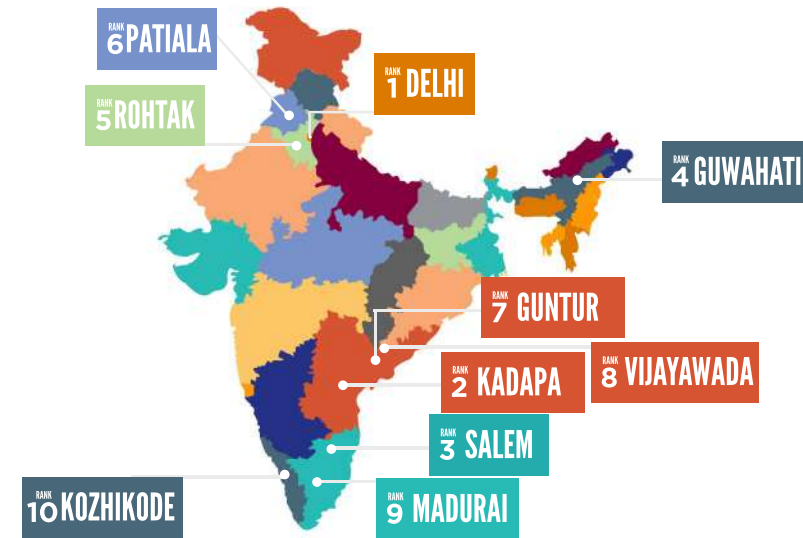 RANK
6 PATIALA
RANK
1 DELHI
RANK
5 ROHTAK
RANK
4 GUWAHATI
RANK
7 GUNTUR
RANK
8 VIJAYAWADA
RANK
2 KADAPA
RANK
3 SALEM
RANK
10 KOZHIKODE
RANK
9 MADURAI